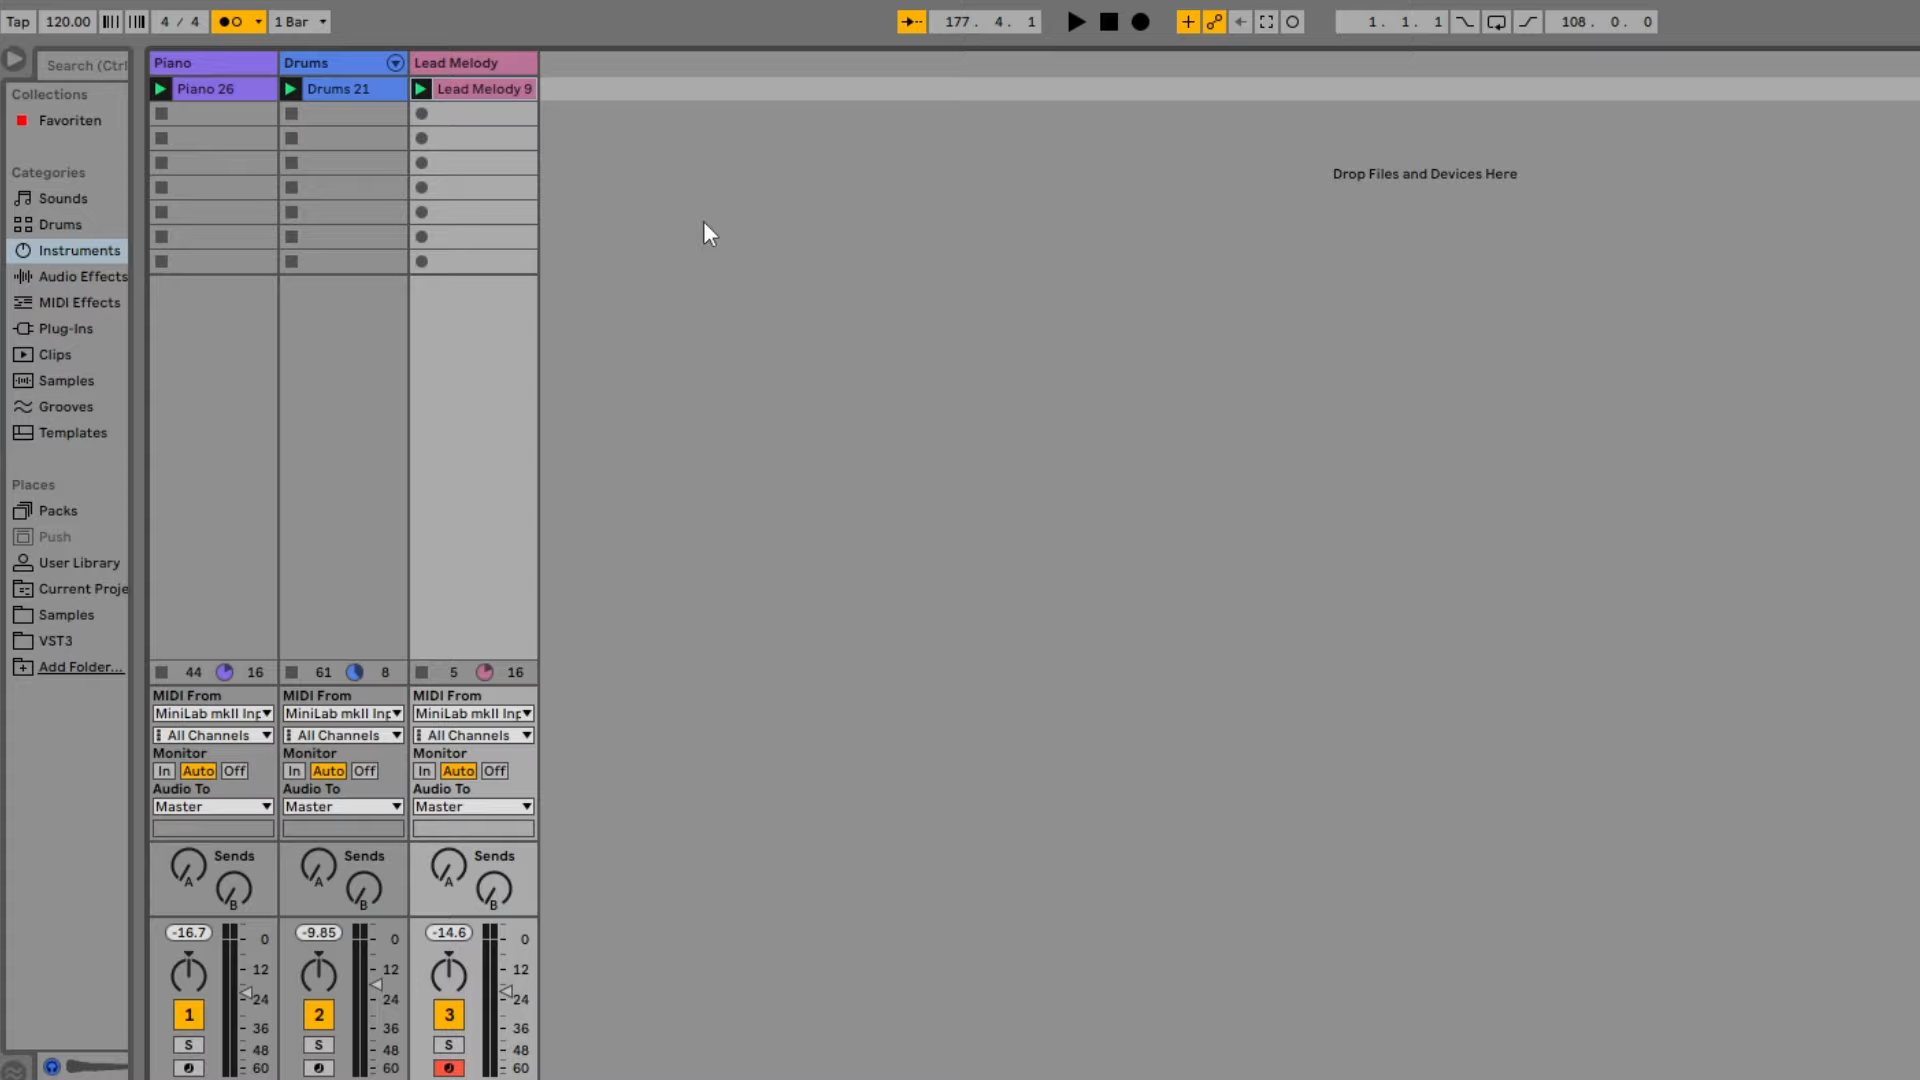 Tap 120.00 4 / 4 1 Bar 177. 4. 1 1. 1. 1 108. 0. 0
Search (Ctrl
Collections
Favoriten
Categories
Sounds
Drums
Instruments
Audio Effects
MIDI Effects
Plug-Ins
Clips
Samples
Grooves
Templates
Places
Packs
Push
User Library
Current Proje
Samples
VST3
Add Folder...
Piano Drums Lead Melody
Piano 26 Drums 21 Lead Melody 9
Drop Files and Devices Here
44 16 61 8 5 16
MIDI From MIDI From MIDI From
MiniLab mkII Inp MiniLab mkII Inp MiniLab mkII Inp
All Channels All Channels All Channels
Monitor Monitor Monitor
In Auto Off In Auto Off In Auto Off
Audio To Audio To Audio To
Master Master Master
Sends Sends Sends
A A A
B B B
-16.7 0 -9.85 0 -14.6 0
12 12 12
24 24 24
1 2 3
36 36 36
S S S
48 48 48
60 60 60